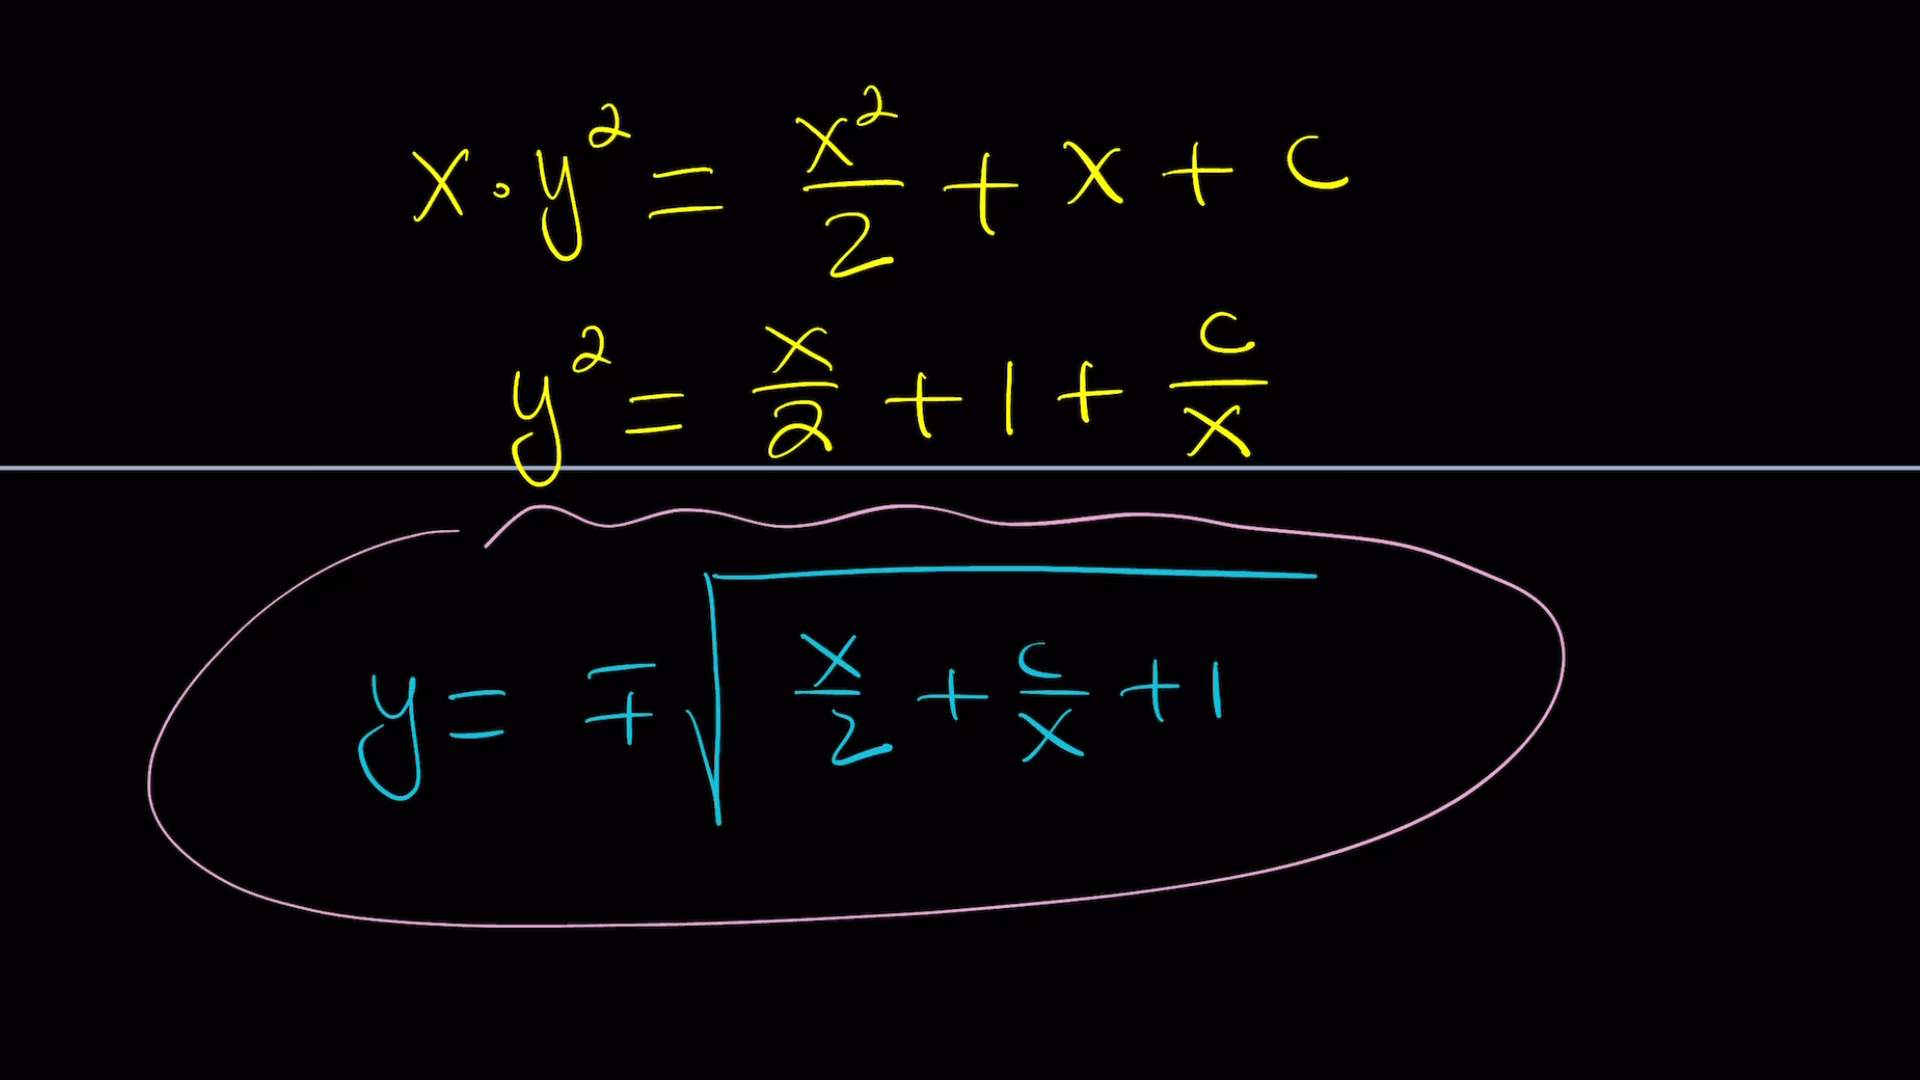 x · y² = x²/2 + x + c
y² = x/2 + 1 + c/x
y = ∓√(x/2 + c/x + 1)